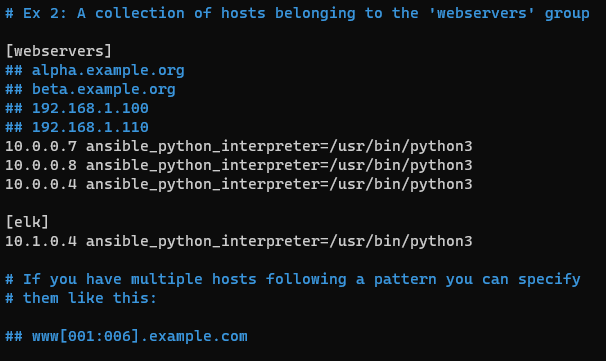 # Ex 2: A collection of hosts belonging to the 'webservers' group
[webservers]
## alpha.example.org
## beta.example.org
## 192.168.1.100
## 192.168.1.110
10.0.0.7 ansible_python_interpreter=/usr/bin/python3
10.0.0.8 ansible_python_interpreter=/usr/bin/python3
10.0.0.4 ansible_python_interpreter=/usr/bin/python3
[elk]
10.1.0.4 ansible_python_interpreter=/usr/bin/python3
# If you have multiple hosts following a pattern you can specify
# them like this:
## www[001:006].example.com